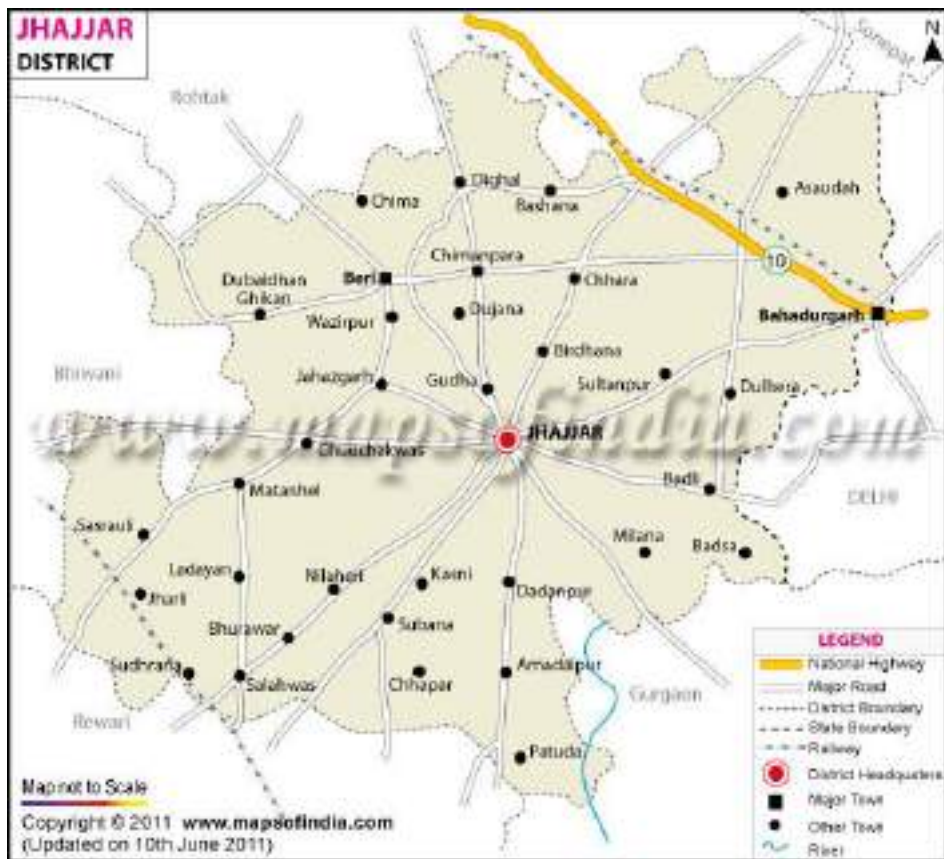 JHAJJAR
DISTRICT
N
Sonepat
Rohtak
Dighal
Asaudah
Chima
Bashana
Chimanpara
10
Dubaldhan
Ghikan
Beri
Chhara
Dujana
Bahadurgarh
Wazirpur
Birdhana
Bhiwani
Jahazgarh
Gudha
Sultanpur
Dulhera
www.mapsofindia.com
JHAJJAR
Chuuchakwas
Matanhel
Badli
DELHI
Sasrauli
Milana
Badsa
Ladayan
Nilaheri
Karni
Dadanpur
Jharli
Bhurawar
Subana
Sudhrana
Salahwas
Chhapar
Amadalpur
Gurgaon
Rewari
Patuda
LEGEND
National Highway
Major Road
District Boundary
State Boundary
Railway
District Headquaters
Major Town
Other Town
River
Map not to Scale
Copyright © 2011 www.mapsofindia.com
(Updated on 10th June 2011)